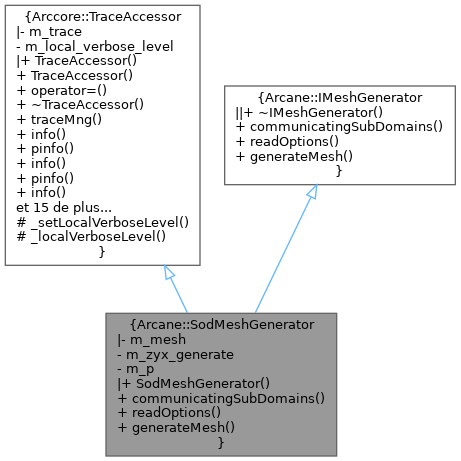 {Arccore::TraceAccessor
|- m_trace
- m_local_verbose_level
|+ TraceAccessor()
+ TraceAccessor()
+ operator=()
+ ~TraceAccessor()
+ traceMng()
+ info()
+ pinfo()
+ info()
+ pinfo()
+ info()
et 15 de plus...
# _setLocalVerboseLevel()
# _localVerboseLevel()
}
{Arcane::IMeshGenerator
||+ ~IMeshGenerator()
+ communicatingSubDomains()
+ readOptions()
+ generateMesh()
}
{Arcane::SodMeshGenerator
|- m_mesh
- m_zyx_generate
- m_p
|+ SodMeshGenerator()
+ communicatingSubDomains()
+ readOptions()
+ generateMesh()
}